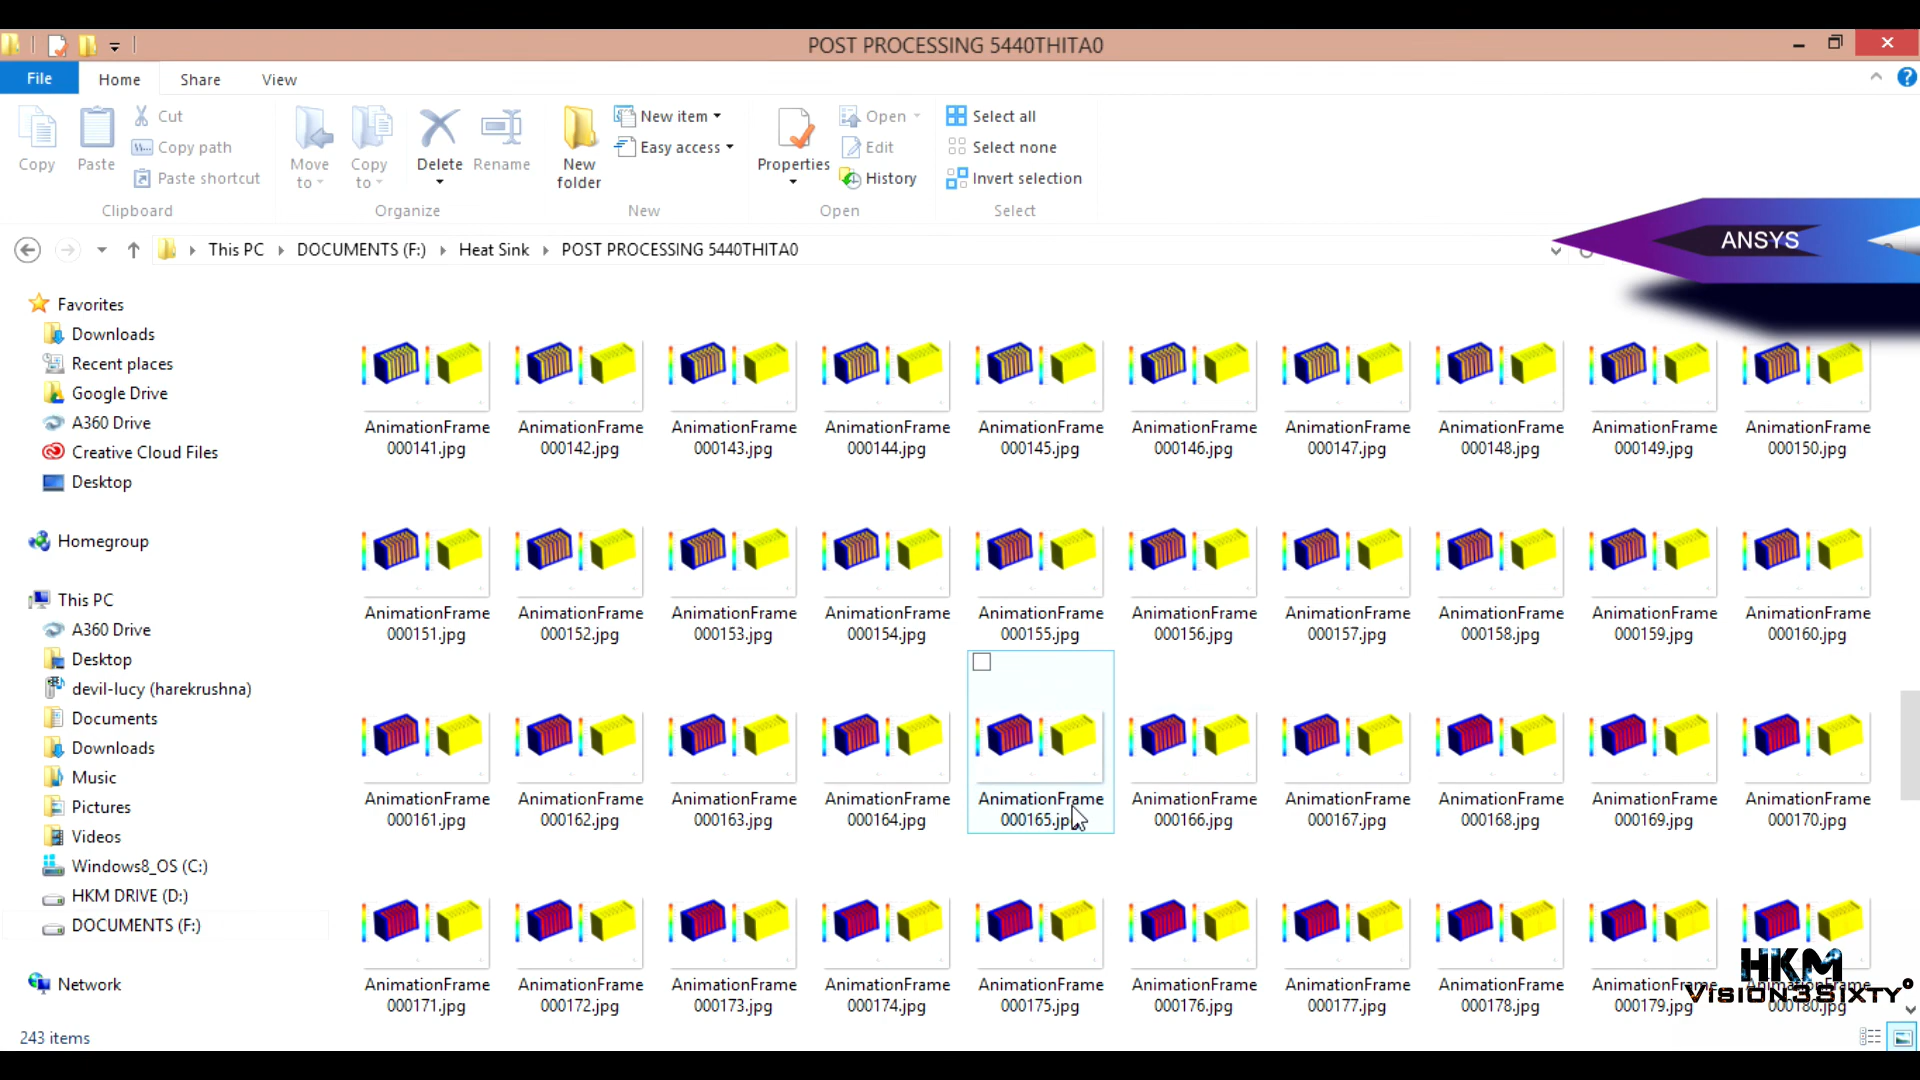 POST PROCESSING 5440THITA0
File Home Share View
Copy
Paste
Cut
Copy path
Paste shortcut
Clipboard
Move to
Copy to
Delete
Rename
Organize
New folder
New item
Easy access
New
Properties
Open
Edit
History
Open
Select all
Select none
Invert selection
Select
This PC DOCUMENTS (F:) Heat Sink POST PROCESSING 5440THITA0
ANSYS
Favorites
Downloads
Recent places
Google Drive
A360 Drive
Creative Cloud Files
Desktop
Homegroup
This PC
A360 Drive
Desktop
devil-lucy (harekrushna)
Documents
Downloads
Music
Pictures
Videos
Windows8_OS (C:)
HKM DRIVE (D:)
DOCUMENTS (F:)
Network
AnimationFrame AnimationFrame AnimationFrame AnimationFrame AnimationFrame AnimationFrame AnimationFrame AnimationFrame AnimationFrame AnimationFrame
000141.jpg 000142.jpg 000143.jpg 000144.jpg 000145.jpg 000146.jpg 000147.jpg 000148.jpg 000149.jpg 000150.jpg
AnimationFrame AnimationFrame AnimationFrame AnimationFrame AnimationFrame AnimationFrame AnimationFrame AnimationFrame AnimationFrame AnimationFrame
000151.jpg 000152.jpg 000153.jpg 000154.jpg 000155.jpg 000156.jpg 000157.jpg 000158.jpg 000159.jpg 000160.jpg
AnimationFrame AnimationFrame AnimationFrame AnimationFrame AnimationFrame AnimationFrame AnimationFrame AnimationFrame AnimationFrame AnimationFrame
000161.jpg 000162.jpg 000163.jpg 000164.jpg 000165.jpg 000166.jpg 000167.jpg 000168.jpg 000169.jpg 000170.jpg
AnimationFrame AnimationFrame AnimationFrame AnimationFrame AnimationFrame AnimationFrame AnimationFrame AnimationFrame AnimationFrame AnimationFrame
000171.jpg 000172.jpg 000173.jpg 000174.jpg 000175.jpg 000176.jpg 000177.jpg 000178.jpg 000179.jpg 000180.jpg
HKM
VISION3SIXTY°
243 items